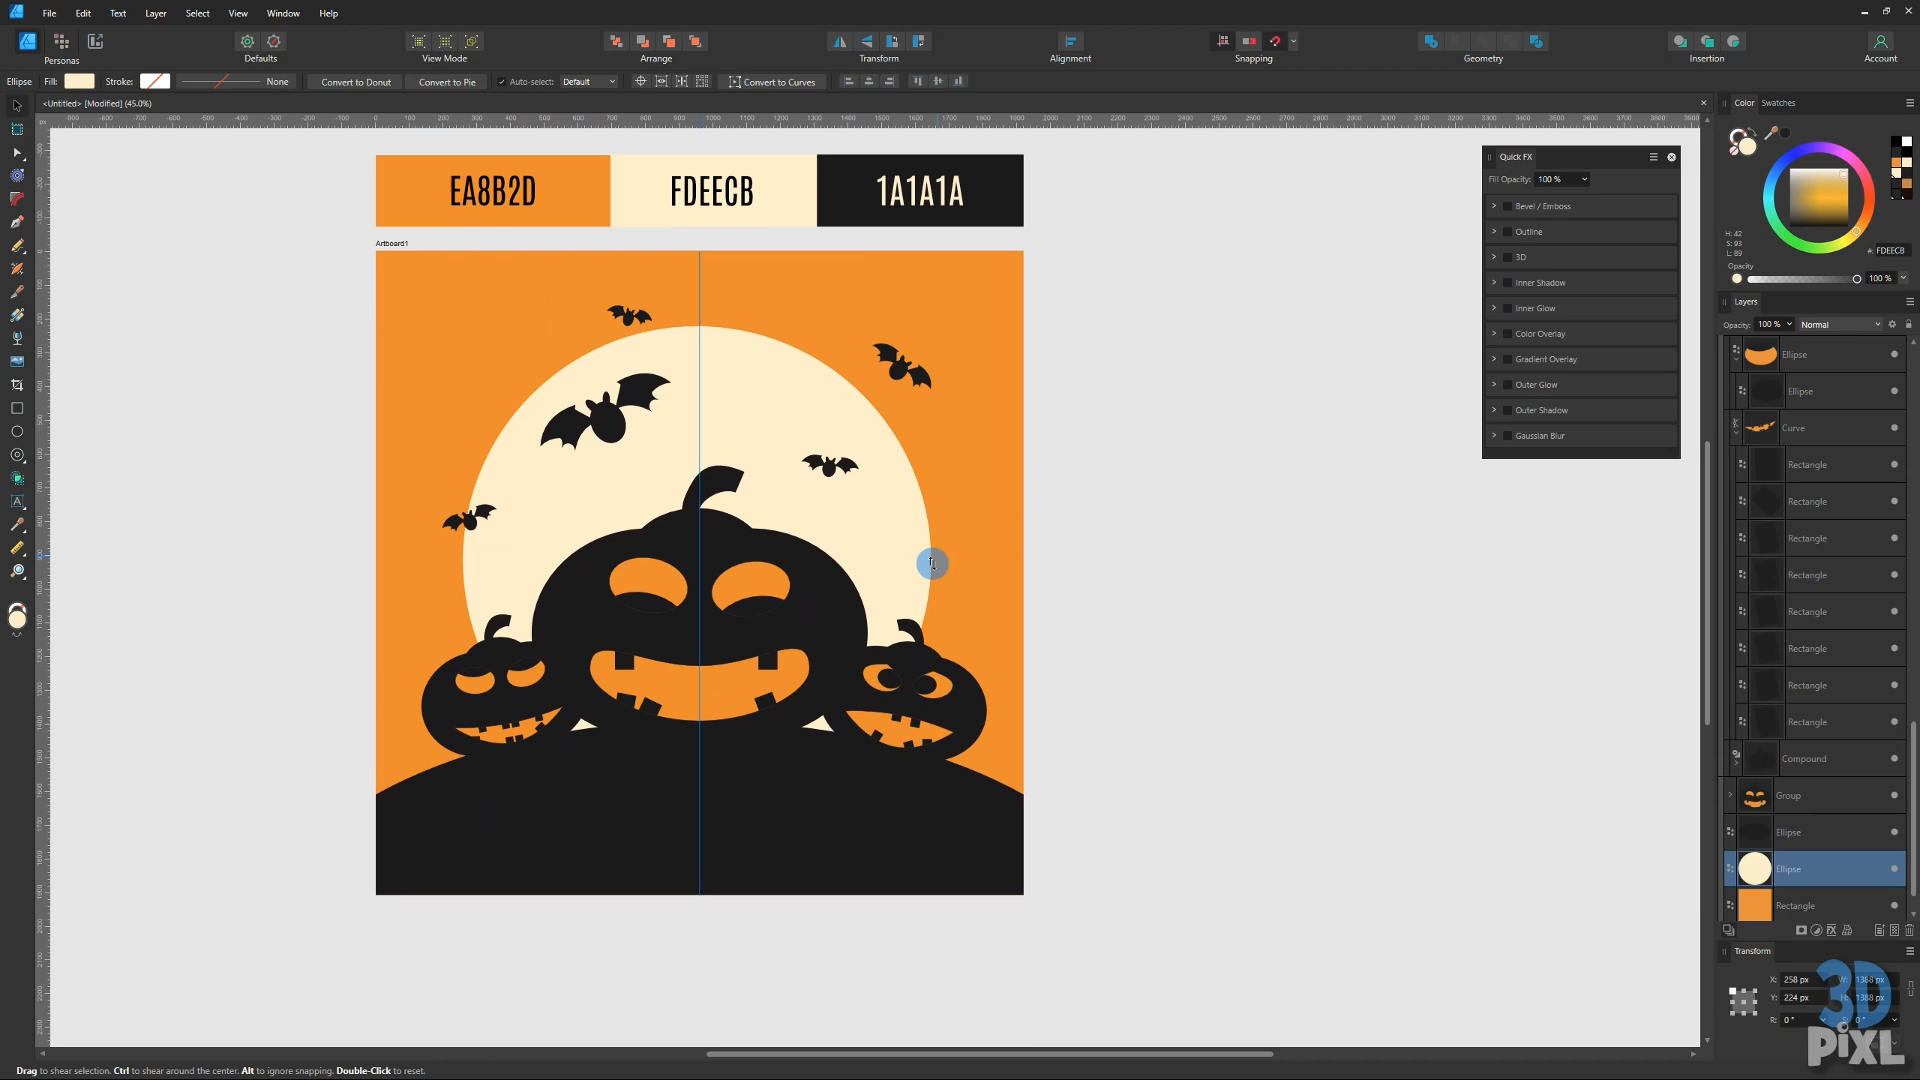 File Edit Text Layer Select View Window Help
Personas Defaults View Mode Arrange Transform Alignment Snapping Geometry Insertion Account
Ellipse Fill: Stroke: None Convert to Donut Convert to Pie Auto-select: Default Convert to Curves
<Untitled> [Modified] (45.0%)
Color Swatches
EA8B2D FDEECB 1A1A1A
Artboard1
Quick FX
Fill Opacity: 100 %
Bevel / Emboss
Outline
3D
Inner Shadow
Inner Glow
Color Overlay
Gradient Overlay
Outer Glow
Outer Shadow
Gaussian Blur
H: 42
S: 93
L: 89
#: FDEECB
Opacity
100 %
Layers
Opacity: 100 % Normal
Ellipse
Ellipse
Curve
Rectangle
Rectangle
Rectangle
Rectangle
Rectangle
Rectangle
Rectangle
Rectangle
Compound
Group
Ellipse
Ellipse
Rectangle
Transform
X: 258 px W: 1388 px
Y: 224 px H: 1388 px
R: 0 ° S: 0 °
3D
PiXL
Drag to shear selection. Ctrl to shear around the center. Alt to ignore snapping. Double-Click to reset.